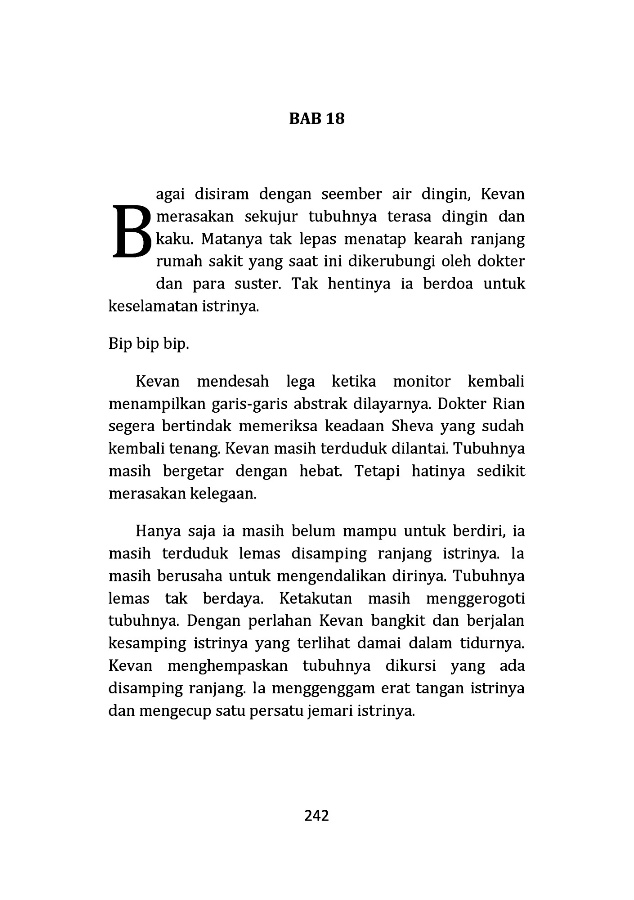 BAB 18
Bagai disiram dengan seember air dingin, Kevan
merasakan sekujur tubuhnya terasa dingin dan
kaku. Matanya tak lepas menatap kearah ranjang
rumah sakit yang saat ini dikerubungi oleh dokter
dan para suster. Tak hentinya ia berdoa untuk
keselamatan istrinya.
Bip bip bip.
Kevan mendesah lega ketika monitor kembali
menampilkan garis-garis abstrak dilayarnya. Dokter Rian
segera bertindak memeriksa keadaan Sheva yang sudah
kembali tenang. Kevan masih terduduk dilantai. Tubuhnya
masih bergetar dengan hebat. Tetapi hatinya sedikit
merasakan kelegaan.
Hanya saja ia masih belum mampu untuk berdiri, ia
masih terduduk lemas disamping ranjang istrinya. Ia
masih berusaha untuk mengendalikan dirinya. Tubuhnya
lemas tak berdaya. Ketakutan masih menggerogoti
tubuhnya. Dengan perlahan Kevan bangkit dan berjalan
kesamping istrinya yang terlihat damai dalam tidurnya.
Kevan menghempaskan tubuhnya dikursi yang ada
disamping ranjang. Ia menggenggam erat tangan istrinya
dan mengecup satu persatu jemari istrinya.
242